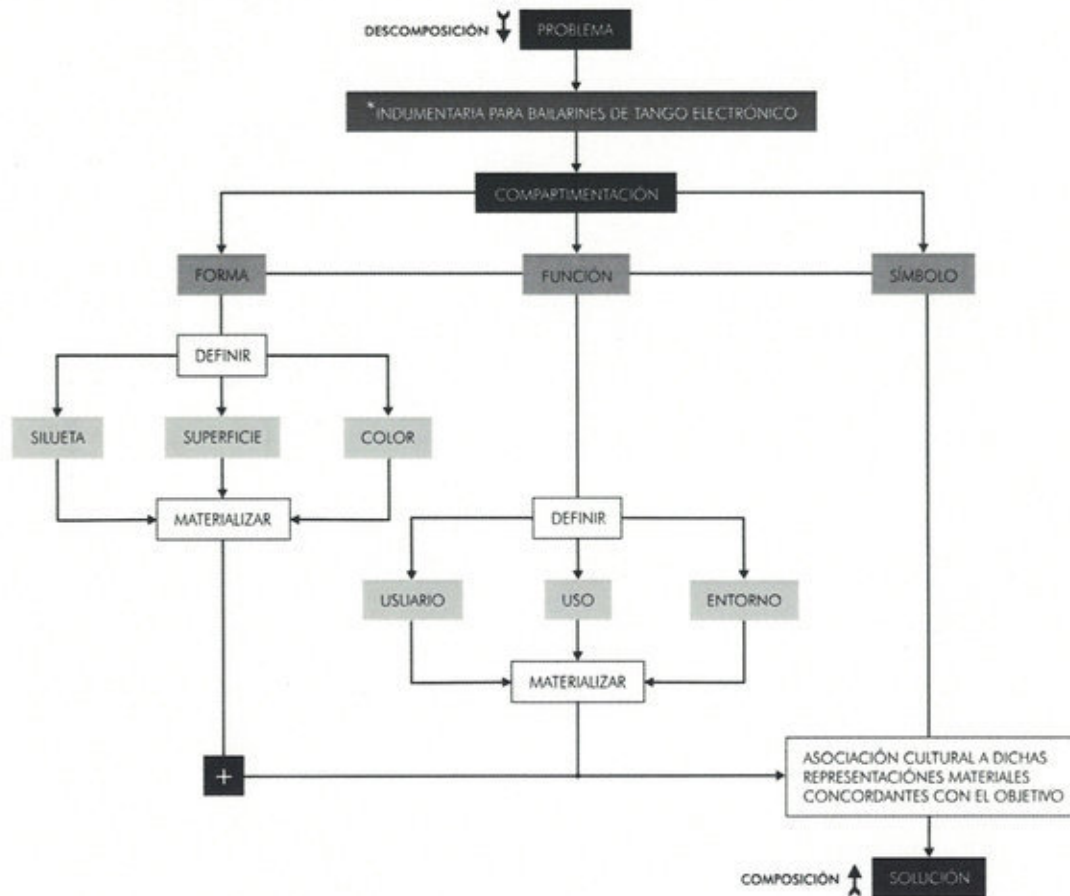 DESCOMPOSICIÓN
PROBLEMA
*INDUMENTARIA PARA BAILARINES DE TANGO ELECTRÓNICO
COMPARTIMENTACIÓN
FORMA
FUNCIÓN
SÍMBOLO
DEFINIR
SILUETA
SUPERFICIE
COLOR
MATERIALIZAR
DEFINIR
USUARIO
USO
ENTORNO
MATERIALIZAR
+
ASOCIACIÓN CULTURAL A DICHAS
REPRESENTACIÓNES MATERIALES
CONCORDANTES CON EL OBJETIVO
COMPOSICIÓN
SOLUCIÓN